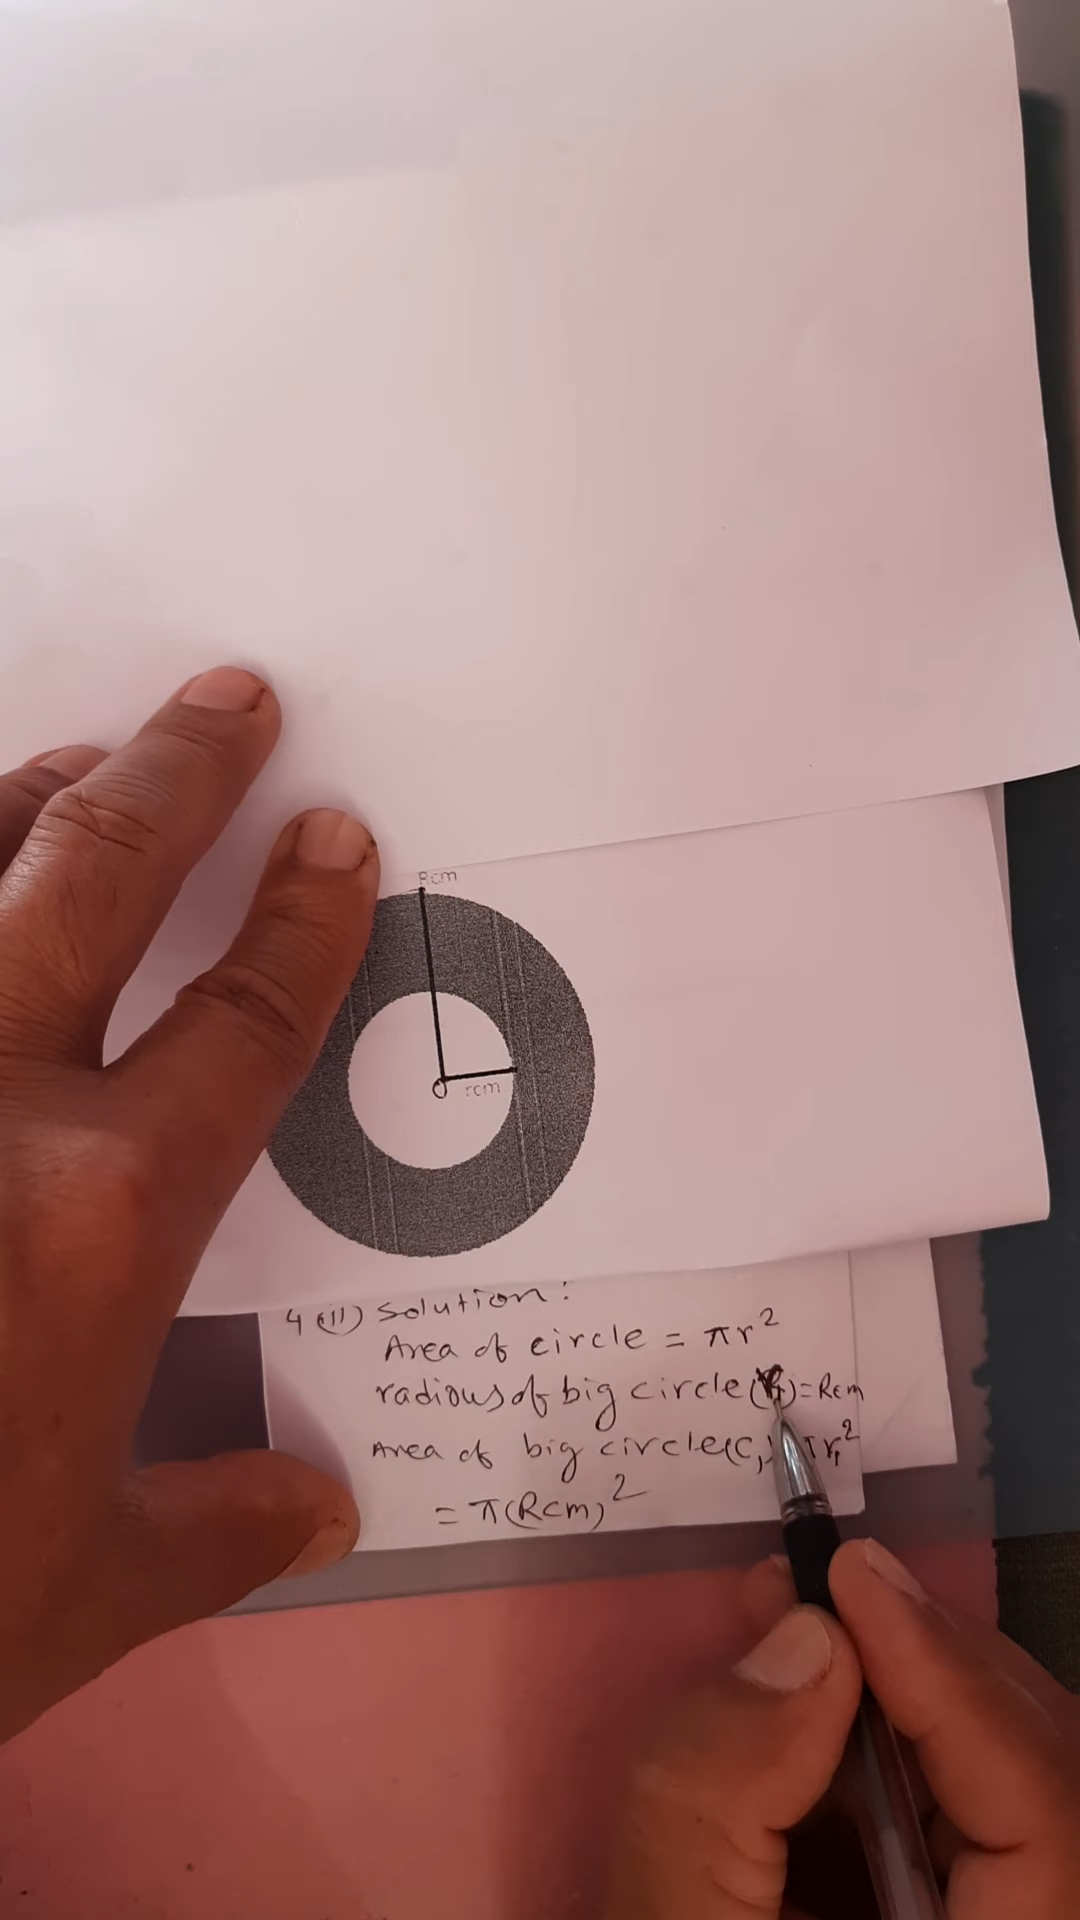 Rcm
O rcm
4 (ii) Solution:
Area of circle = πr²
radious of big circle (r₁) = Rcm
Area of big circle (C₁) πr₁²
= π(Rcm)²